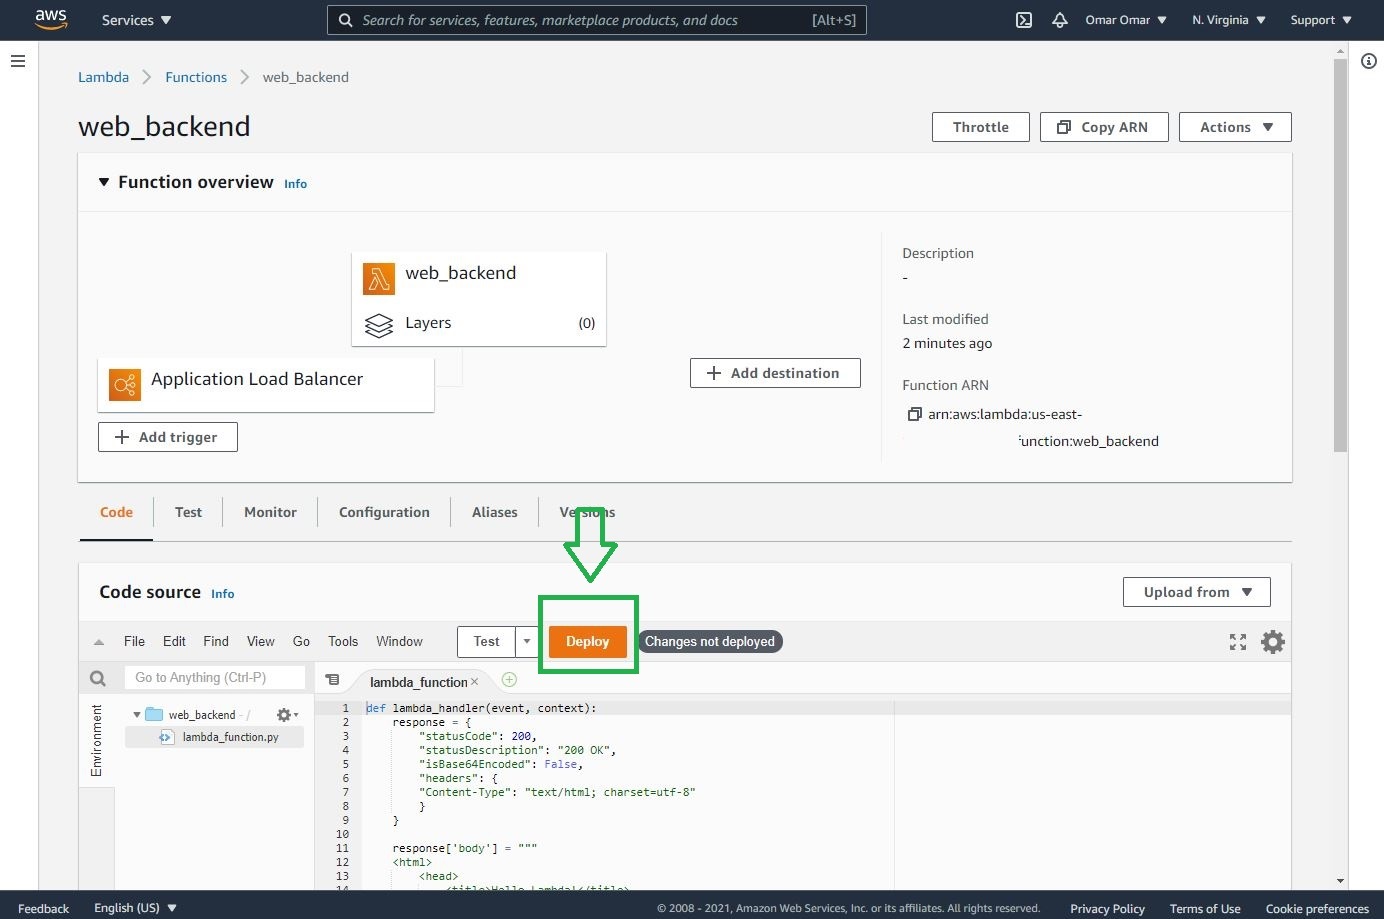 aws
Services
Search for services, features, marketplace products, and docs [Alt+S]
Omar Omar
N. Virginia
Support
Lambda
Functions
web_backend
web_backend
Throttle
Copy ARN
Actions
Function overview Info
web_backend
Layers (0)
Application Load Balancer
Add trigger
Add destination
Description
-
Last modified
2 minutes ago
Function ARN
arn:aws:lambda:us-east-
function:web_backend
Code
Test
Monitor
Configuration
Aliases
Versions
Code source Info
Upload from
File Edit Find View Go Tools Window
Test
Deploy
Changes not deployed
Go to Anything (Ctrl-P)
lambda_function
Environment
web_backend - /
lambda_function.py
1 def lambda_handler(event, context):
2 response = {
3 "statusCode": 200,
4 "statusDescription": "200 OK",
5 "isBase64Encoded": False,
6 "headers": {
7 "Content-Type": "text/html; charset=utf-8"
8 }
9 }
10
11 response['body'] = """
12 <html>
13 <head>
14 <title>Hello Lambda!</title>
Feedback
English (US)
© 2008 - 2021, Amazon Web Services, Inc. or its affiliates. All rights reserved.
Privacy Policy
Terms of Use
Cookie preferences